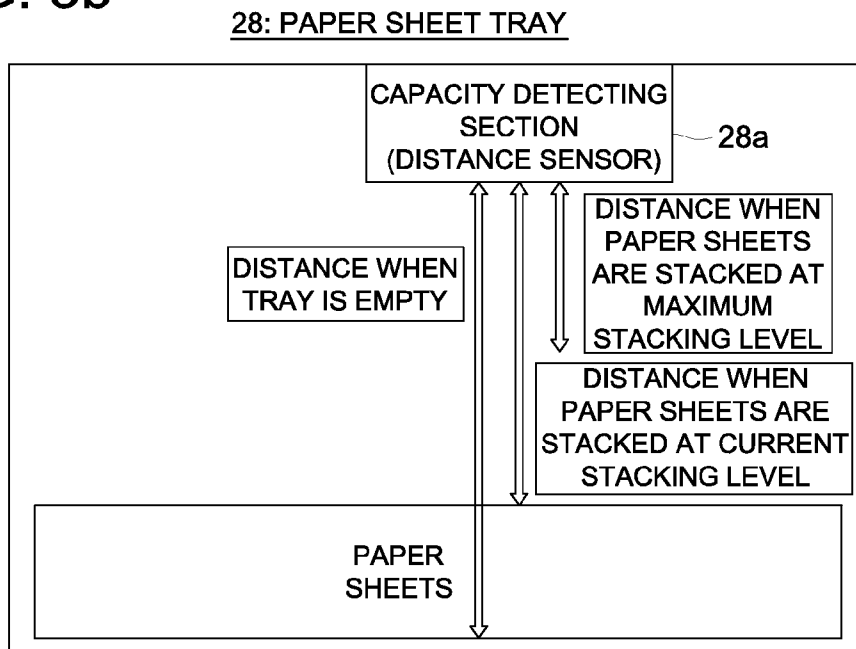 28: PAPER SHEET TRAY
CAPACITY DETECTING
SECTION
(DISTANCE SENSOR)
28a
DISTANCE WHEN
TRAY IS EMPTY
DISTANCE WHEN
PAPER SHEETS
ARE STACKED AT
MAXIMUM
STACKING LEVEL
DISTANCE WHEN
PAPER SHEETS ARE
STACKED AT CURRENT
STACKING LEVEL
PAPER
SHEETS